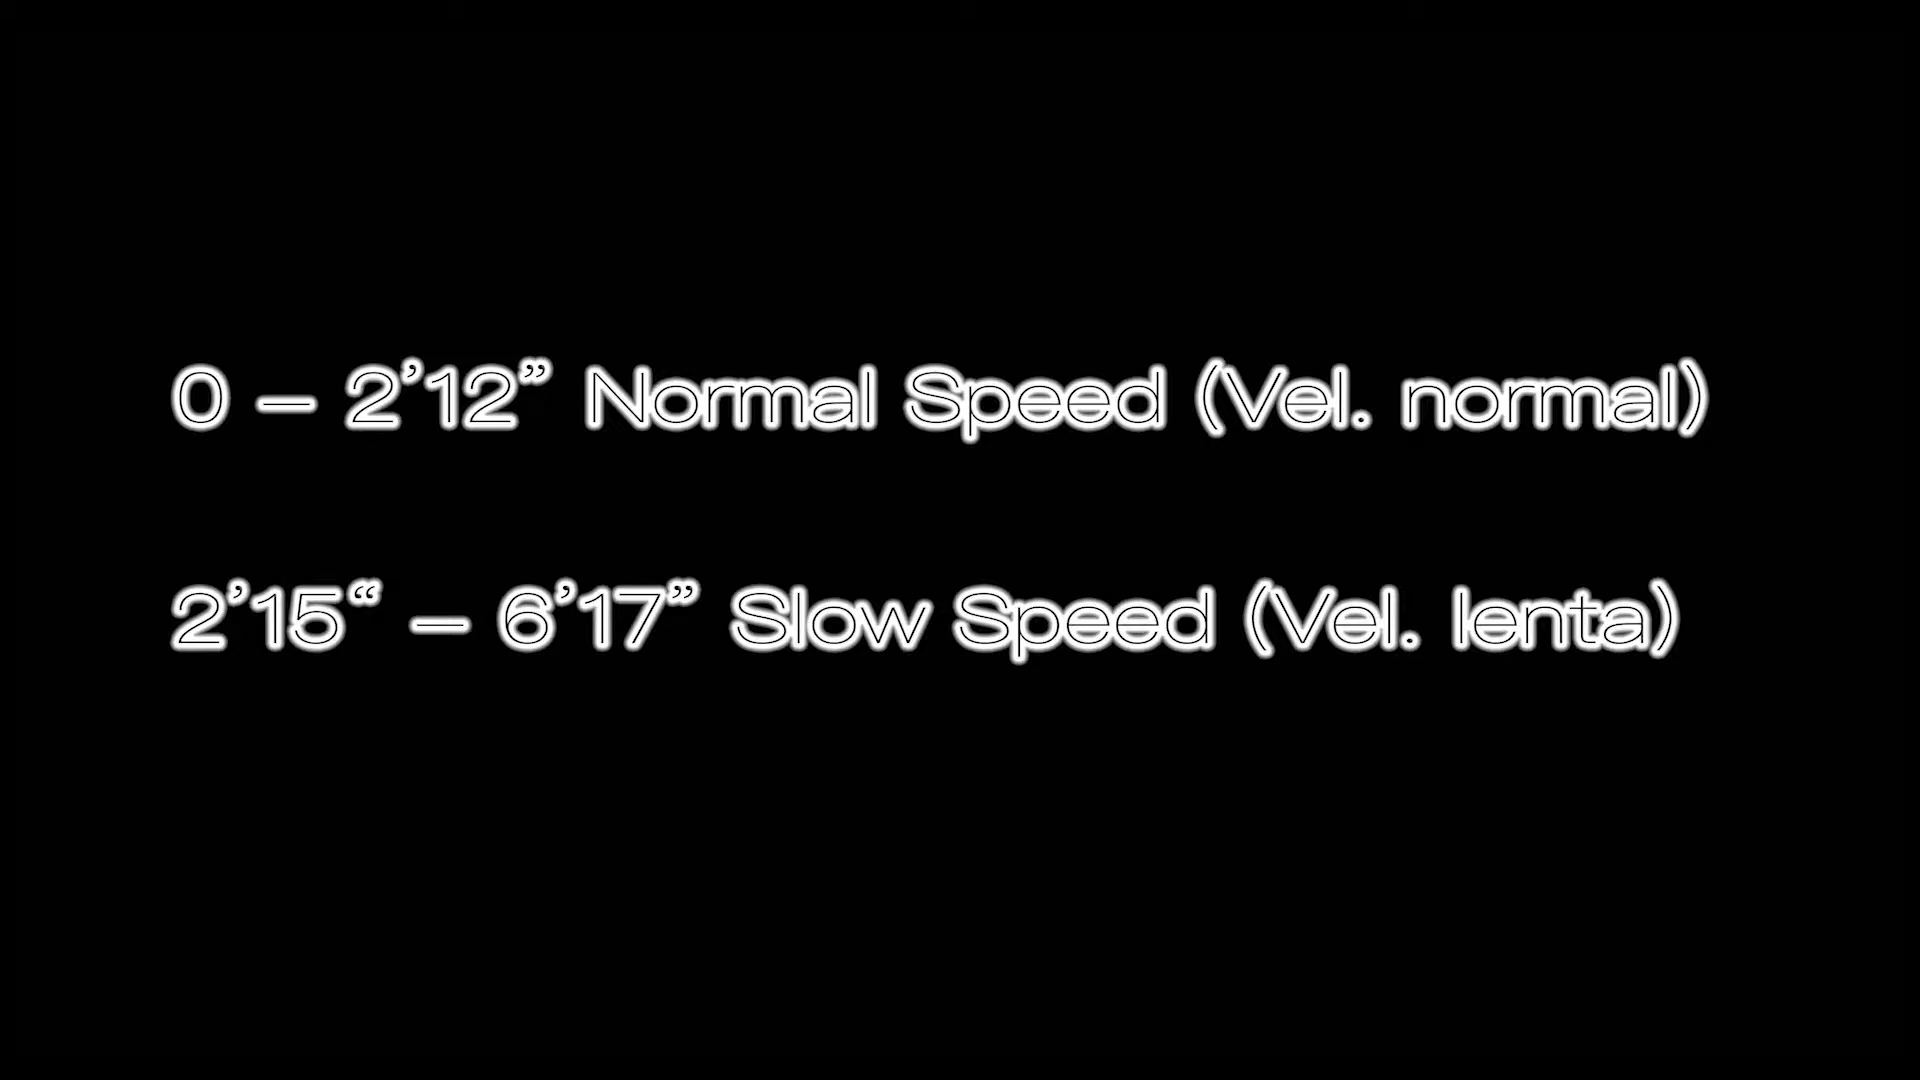 0 – 2’12” Normal Speed (Vel. normal)
2’15“ – 6’17” Slow Speed (Vel. lenta)